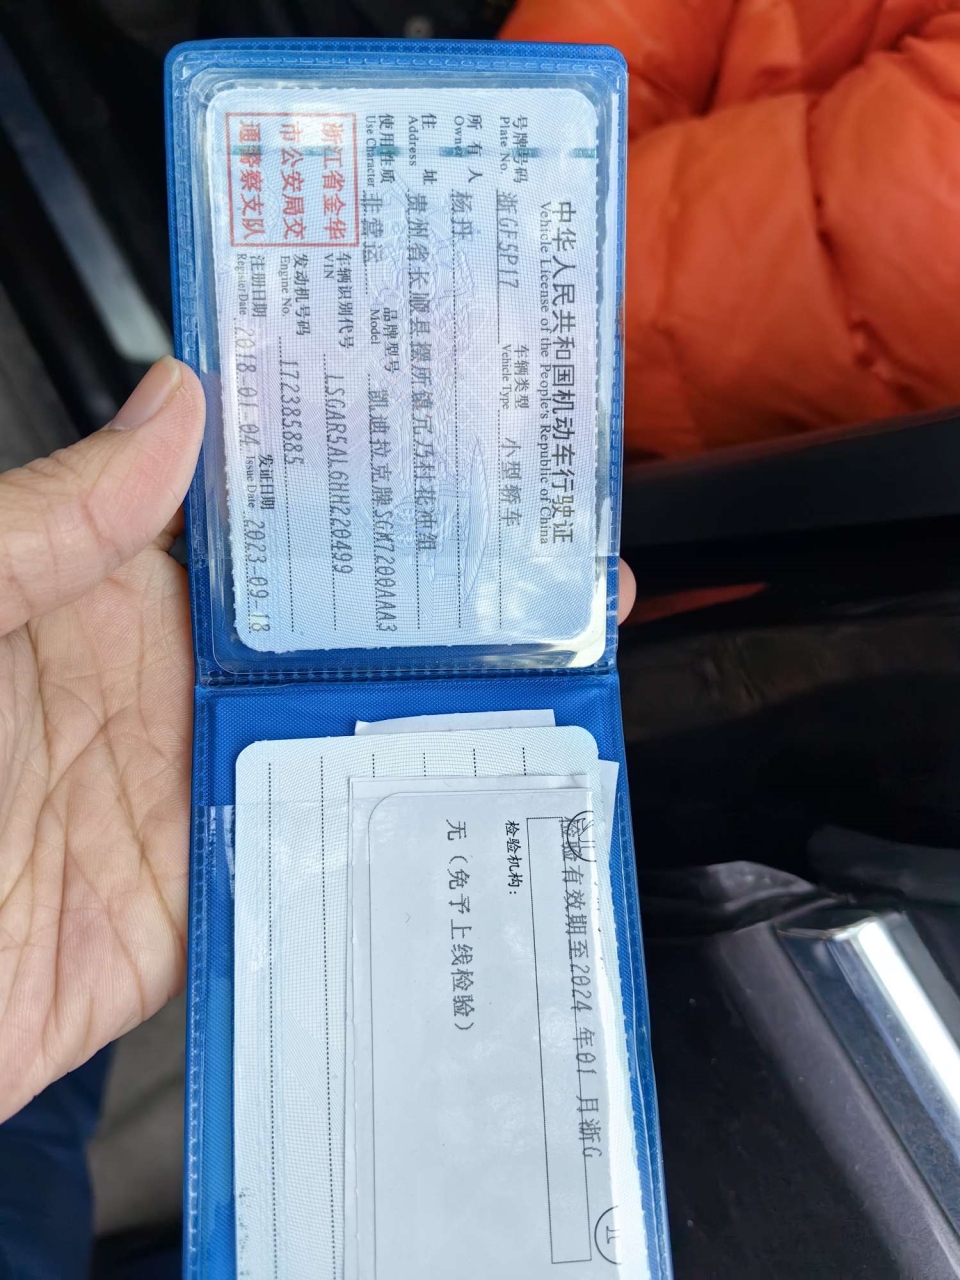 中华人民共和国机动车行驶证
Vehicle License of the People's Republic of China
号牌号码 浙GF5P17 车辆类型 小型轿车
Plate No. Vehicle Type
所有人 杨丹
Owner
住址 贵州省长顺县摆所镇冗乃村花冲组
Address
使用性质 非营运 品牌型号 凯迪拉克牌SGM7200AAA3
Use Character Model
浙江省金华
市公安局交
通警察支队
车辆识别代号 LSGAR5AL6HH220499
VIN
发动机号码 172385885
Engine No.
注册日期 2018-01-04 发证日期 2023-09-18
Register Date Issue Date
检验有效期至2024年01月浙G
检验机构:
无(免予上线检验)